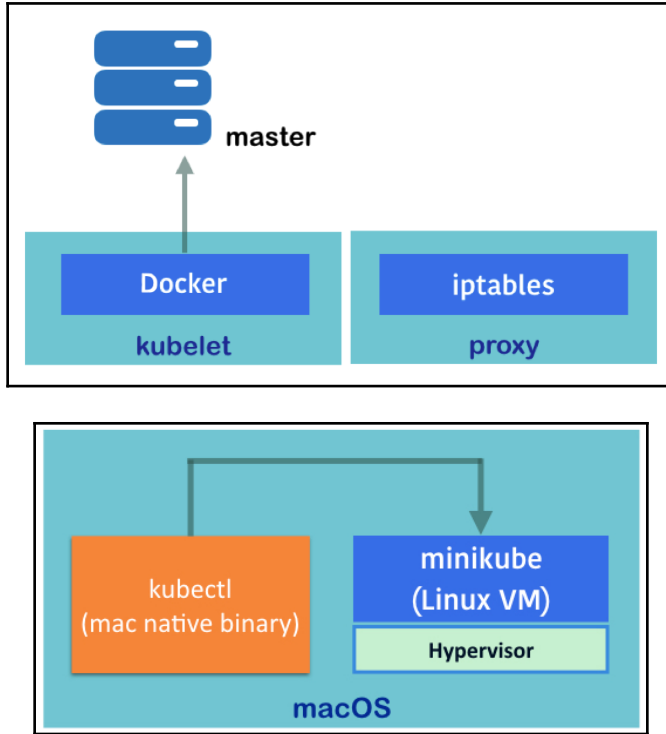 master
Docker
iptables
kubelet
proxy
kubectl
(mac native binary)
minikube
(Linux VM)
Hypervisor
macOS